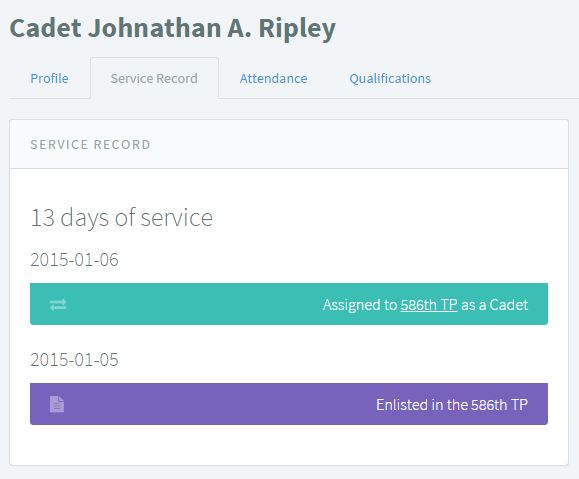 Cadet Johnathan A. Ripley
Profile Service Record Attendance Qualifications
SERVICE RECORD
13 days of service
2015-01-06
Assigned to 586th TP as a Cadet
2015-01-05
Enlisted in the 586th TP